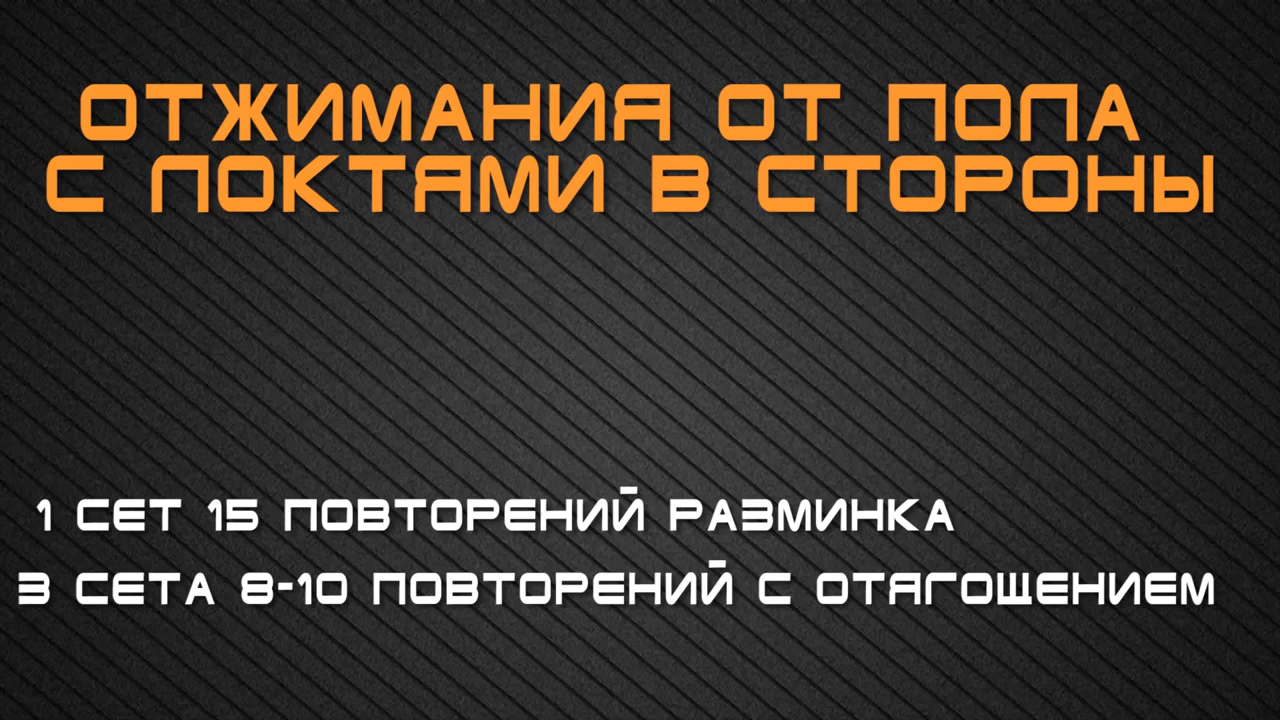 ОТЖИМАНИЯ ОТ ПОЛА
С ЛОКТЯМИ В СТОРОНЫ
1 СЕТ 15 ПОВТОРЕНИЙ РАЗМИНКА
3 СЕТА 8-10 ПОВТОРЕНИЙ С ОТЯГОЩЕНИЕМ